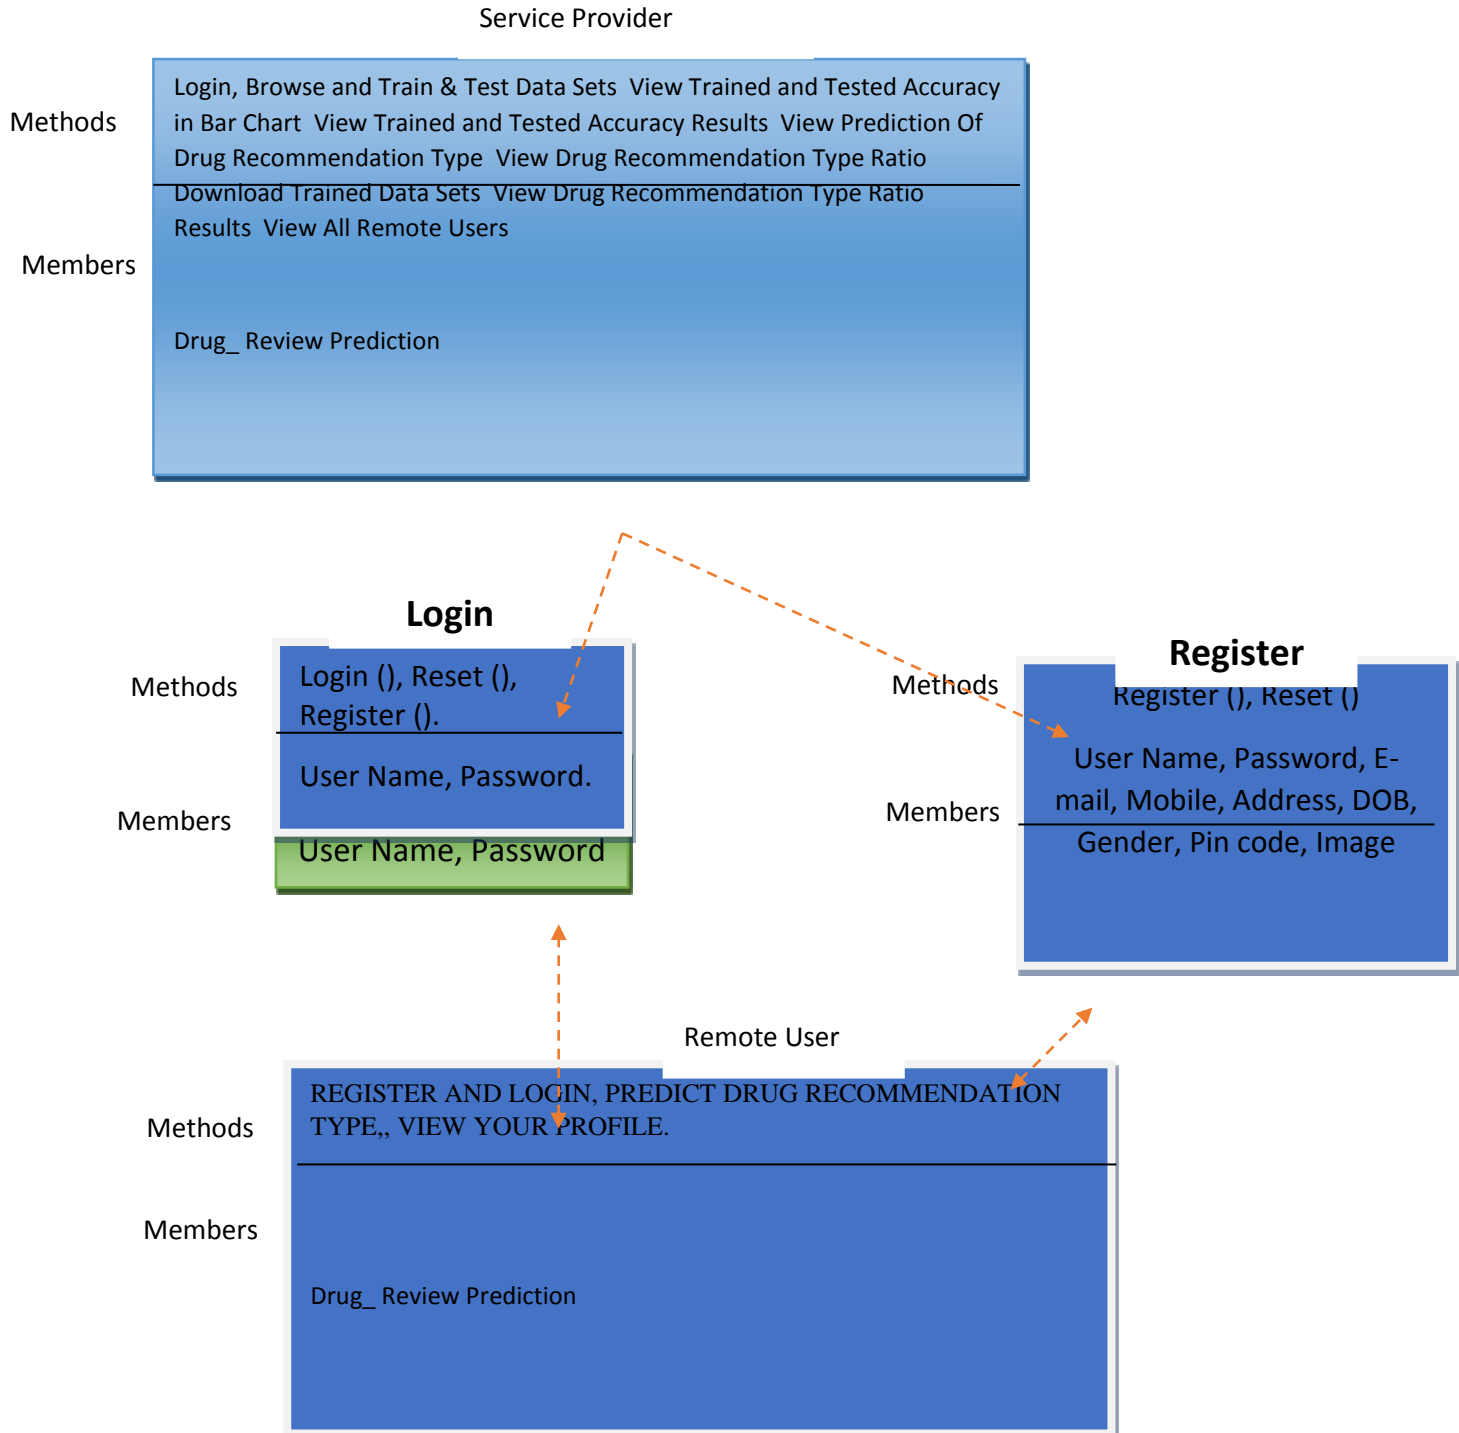 Service Provider
Login, Browse and Train & Test Data Sets View Trained and Tested Accuracy
Methods
in Bar Chart View Trained and Tested Accuracy Results View Prediction Of
Drug Recommendation Type View Drug Recommendation Type Ratio
Download Trained Data Sets View Drug Recommendation Type Ratio
Results View All Remote Users
Members
Drug_ Review Prediction
Login
Methods
Login (), Reset (),
Register ().
User Name, Password.
Members
User Name, Password
Register
Methods
Register (), Reset ()
User Name, Password, E-
mail, Mobile, Address, DOB,
Members
Gender, Pin code, Image
Remote User
REGISTER AND LOGIN, PREDICT DRUG RECOMMENDATION
Methods
TYPE,, VIEW YOUR PROFILE.
Members
Drug_ Review Prediction